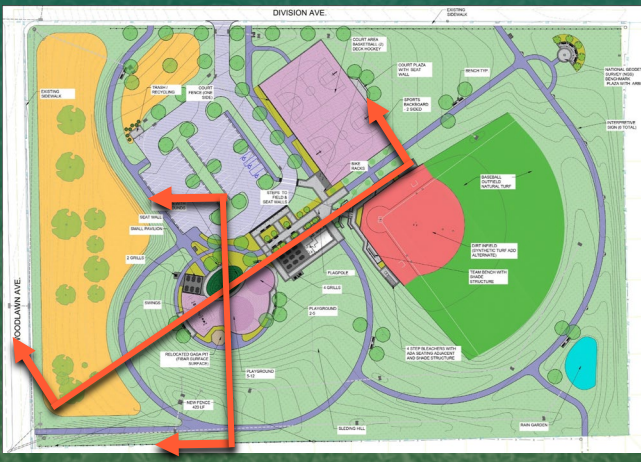 DIVISION AVE.
EXISTING
SIDEWALK
COURT AREA
BASKETBALL (2)
DECK HOCKEY
COURT PLAZA
WITH SEAT
WALL
BENCH TYP.
NATIONAL GEODETIC
SURVEY (NGS)
BENCHMARK
PLAZA WITH
EXISTING
SIDEWALK
TRASH /
RECYCLING
COURT
FENCE (ONE
SIDE)
SPORTS
BACKBOARD
2 SIDED
INTERPRETIVE
SIGN (6 TOTAL)
BIKE
RACKS
BASEBALL
OUTFIELD
NATURAL TURF
STEPS TO
FIELD &
SEAT WALLS
SEAT WALL
SMALL PAVILION
2 GRILLS
DIRT INFIELD
(SYNTHETIC TURF ADD
ALTERNATE)
TEAM BENCH WITH
SHADE
STRUCTURE
FLAGPOLE
4 GRILLS
SWINGS
PLAYGROUND
2-5
WOODLAWN AVE.
RELOCATED GAGA PIT
(FIBAR SURFACE
SURFACE)
4 STEP BLEACHERS WITH
ADA SEATING ADJACENT
AND SHADE STRUCTURE
PLAYGROUND
5-12
NEW FENCE
420 LF
SLEDING HILL
RAIN GARDEN